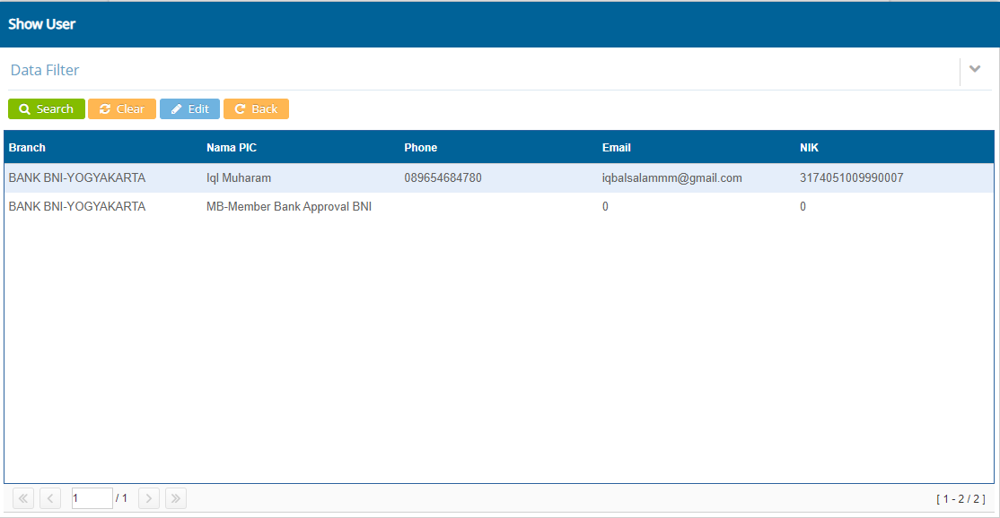 Show User
Data Filter
Search Clear Edit Back
Branch Nama PIC Phone Email NIK
BANK BNI-YOGYAKARTA Iql Muharam 089654684780 iqbalsalammm@gmail.com 3174051009990007
BANK BNI-YOGYAKARTA MB-Member Bank Approval BNI 0 0
1 / 1 [ 1 - 2 / 2 ]